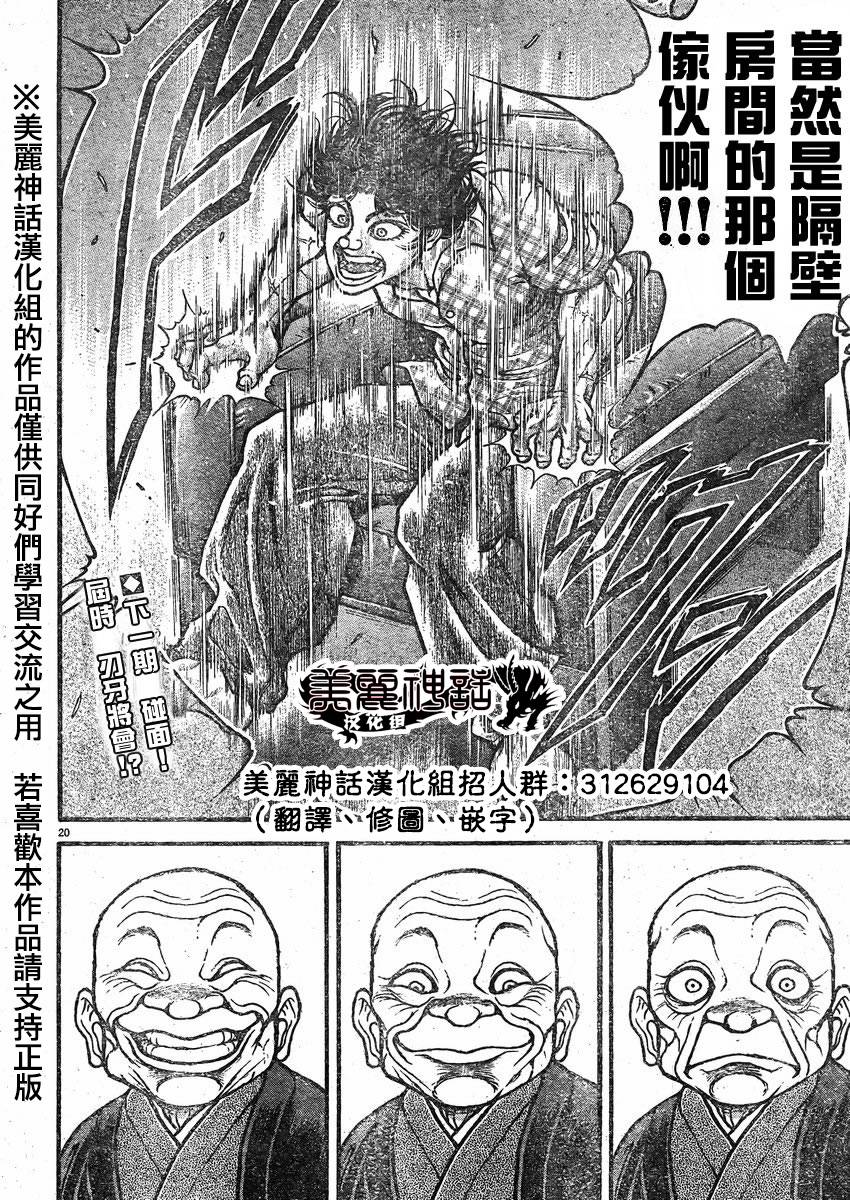 當然是隔壁
房間的那個
傢伙啊!!!
◆下一期 碰面！
屆時 刃牙將會!?
美麗神話
汉化组
美麗神話漢化組招人群：312629104
（翻譯、修圖、嵌字）
20
※美麗神話漢化組的作品僅供同好們學習交流之用 若喜歡本作品請支持正版